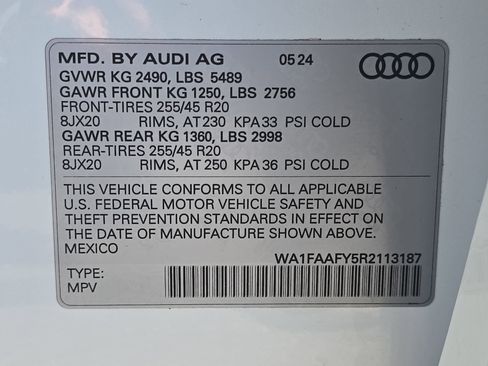 MFD. BY AUDI AG 05 24
GVWR KG 2490, LBS 5489
GAWR FRONT KG 1250, LBS 2756
FRONT-TIRES 255/45 R20
8JX20 RIMS, AT 230 KPA 33 PSI COLD
GAWR REAR KG 1360, LBS 2998
REAR-TIRES 255/45 R20
8JX20 RIMS, AT 250 KPA 36 PSI COLD
THIS VEHICLE CONFORMS TO ALL APPLICABLE
U.S. FEDERAL MOTOR VEHICLE SAFETY AND
THEFT PREVENTION STANDARDS IN EFFECT ON
THE DATE OF MANUFACTURE SHOWN ABOVE.
MEXICO
WA1FAAFY5R2113187
TYPE:
MPV